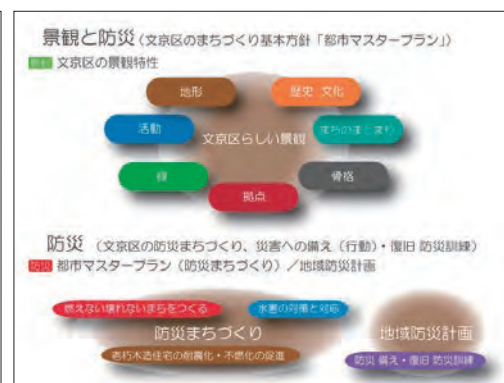 景観と防災(文京区のまちづくり基本方針「都市マスタープラン」)
景観 文京区の景観特性
地形
歴史 文化
活動
文京区らしい景観
まちのまとまり
緑
骨格
拠点
防災 (文京区の防災まちづくり、災害への備え(行動)・復旧 防災訓練)
防災 都市マスタープラン(防災まちづくり)/地域防災計画
燃えない壊れないまちをつくる
水害の対策と対応
防災まちづくり
地域防災計画
老朽木造住宅の耐震化・不燃化の促進
防災 備え・復旧 防災訓練